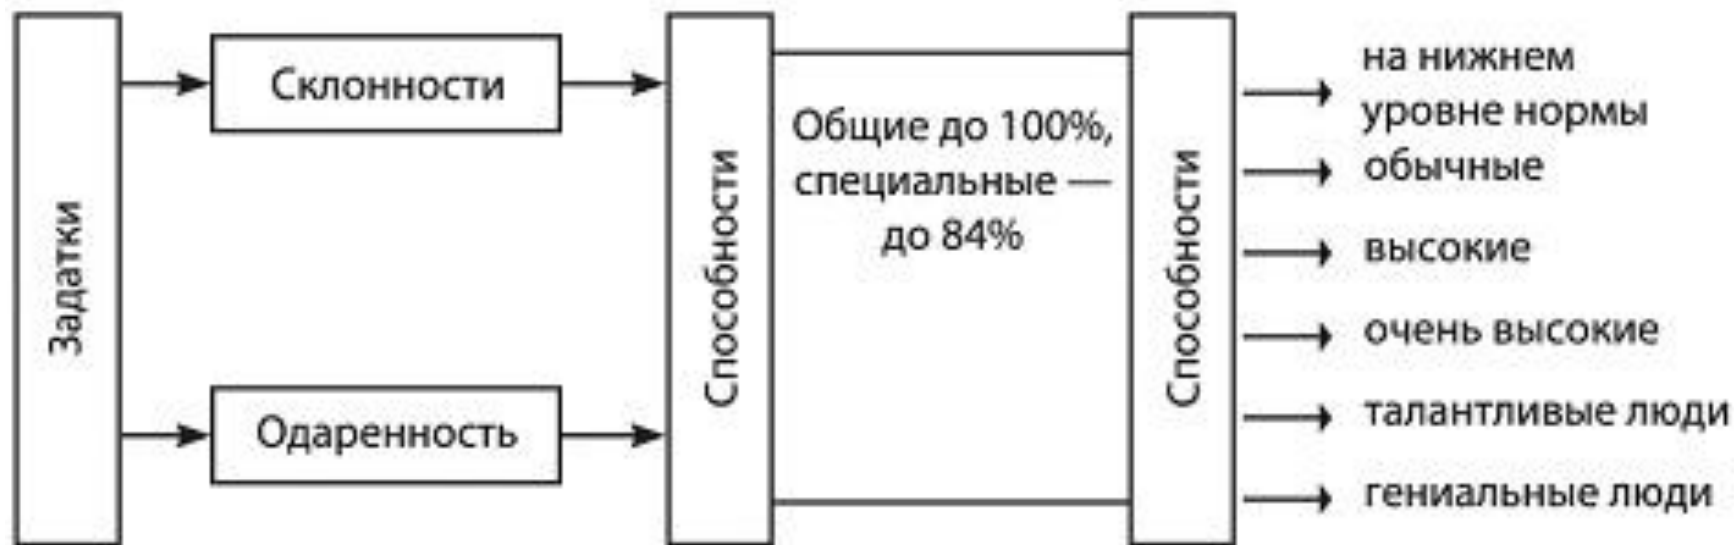 Задатки
Склонности
Одаренность
Способности
Общие до 100%,
специальные —
до 84%
Способности
на нижнем
уровне нормы
обычные
высокие
очень высокие
талантливые люди
гениальные люди